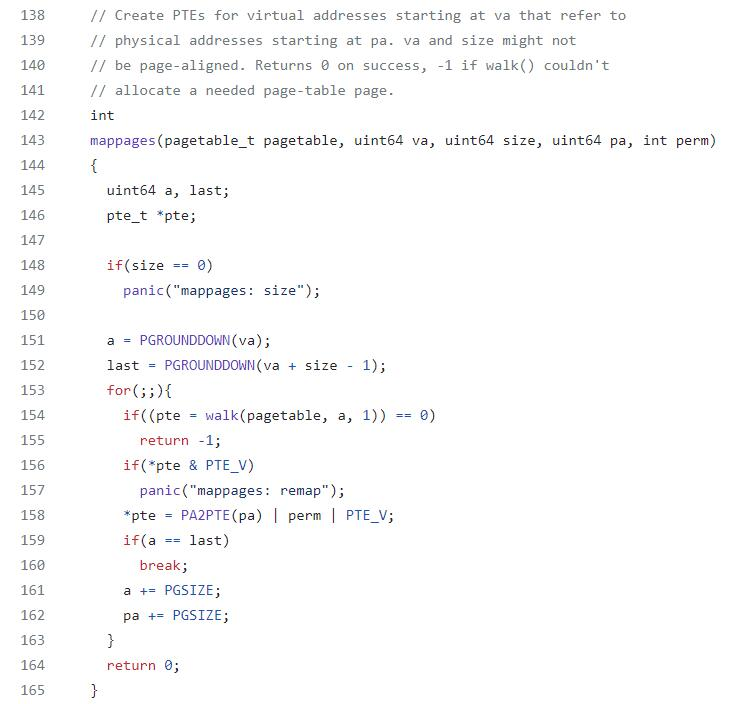 138 // Create PTEs for virtual addresses starting at va that refer to
139 // physical addresses starting at pa. va and size might not
140 // be page-aligned. Returns 0 on success, -1 if walk() couldn't
141 // allocate a needed page-table page.
142 int
143 mappages(pagetable_t pagetable, uint64 va, uint64 size, uint64 pa, int perm)
144 {
145   uint64 a, last;
146   pte_t *pte;
147
148   if(size == 0)
149     panic("mappages: size");
150
151   a = PGROUNDDOWN(va);
152   last = PGROUNDDOWN(va + size - 1);
153   for(;;){
154     if((pte = walk(pagetable, a, 1)) == 0)
155       return -1;
156     if(*pte & PTE_V)
157       panic("mappages: remap");
158     *pte = PA2PTE(pa) | perm | PTE_V;
159     if(a == last)
160       break;
161     a += PGSIZE;
162     pa += PGSIZE;
163   }
164   return 0;
165 }